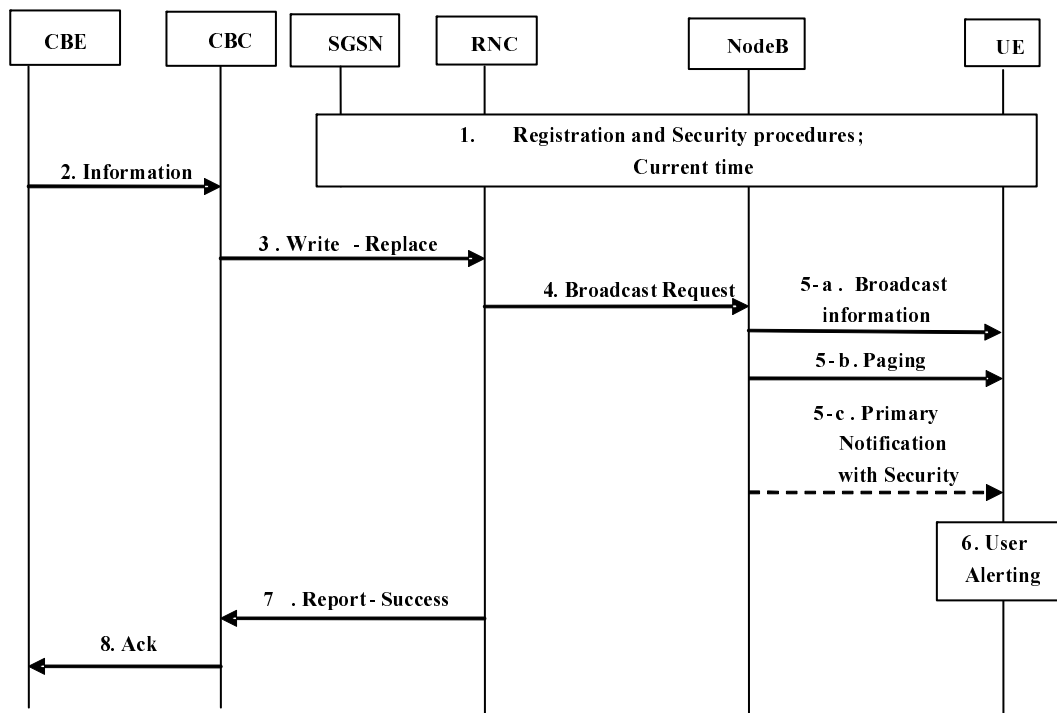 CBE
CBC
SGSN
RNC
NodeB
UE
1. Registration and Security procedures;
Current time
2. Information
3 . Write - Replace
4. Broadcast Request
5-a . Broadcast
information
5-b. Paging
5-c . Primary
Notification
with Security
6. User
Alerting
7 . Report - Success
8. Ack